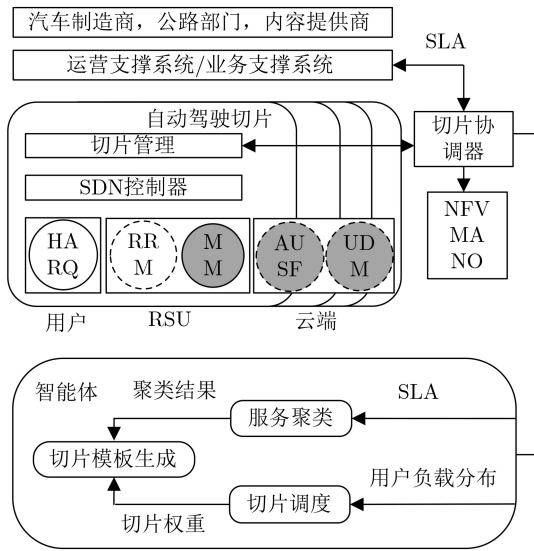 汽车制造商，公路部门，内容提供商
运营支撑系统/业务支撑系统
SLA
自动驾驶切片
切片管理
切片协
调器
SDN控制器
HA
RQ
RR
M
M
M
AU
SF
UD
M
NFV
MA
NO
用户
RSU
云端
智能体
聚类结果
服务聚类
SLA
切片模板生成
用户负载分布
切片调度
切片权重